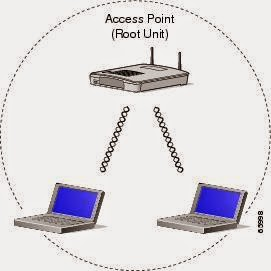 Access Point
(Root Unit)
65998